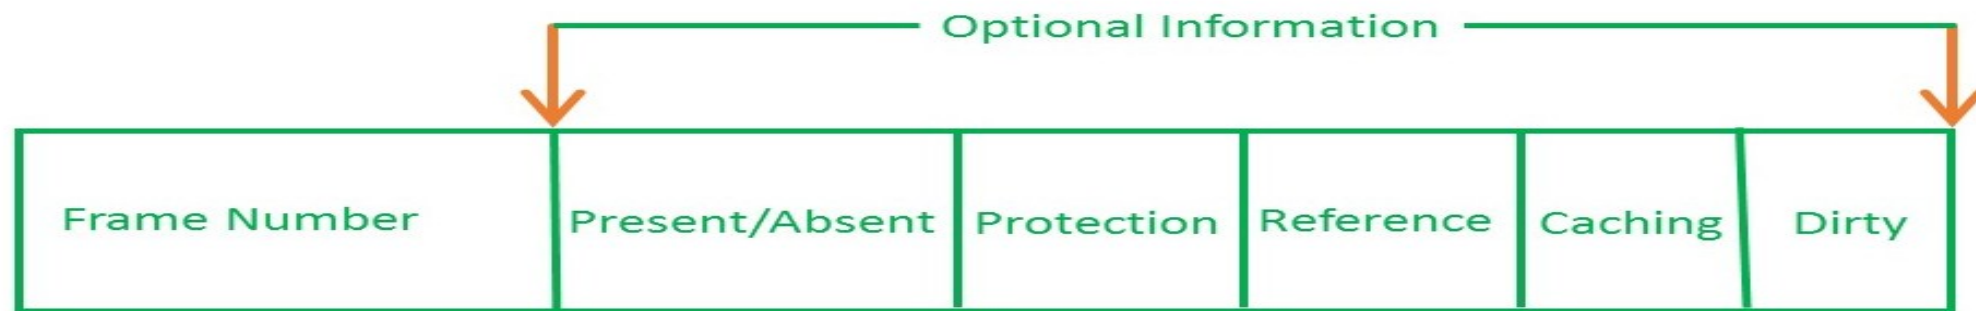 Optional Information
Frame Number Present/Absent Protection Reference Caching Dirty